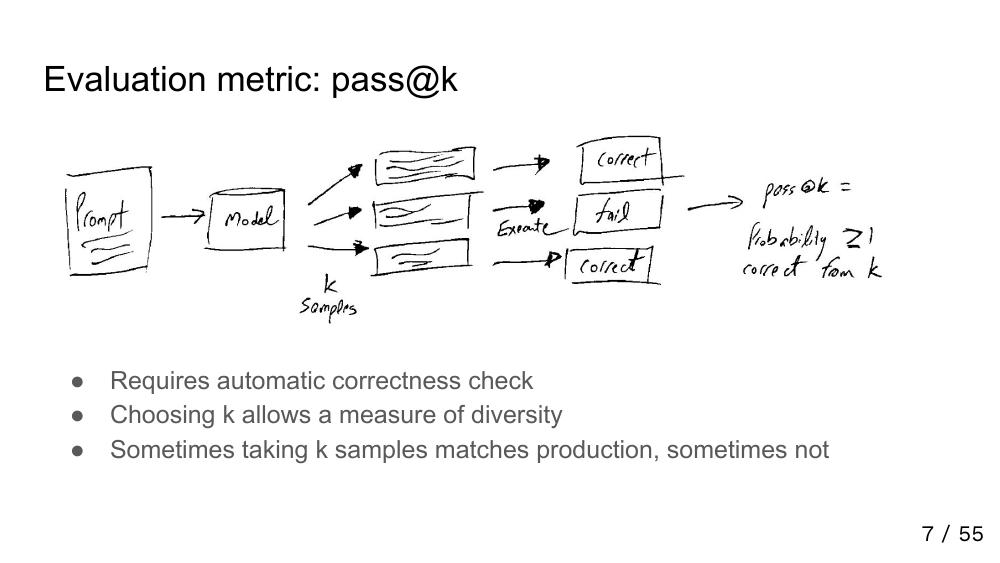 Evaluation metric: pass@k
Prompt
Model
k
Samples
Execute
correct
fail
correct
pass@k =
Probability ≥1
correct from k
● Requires automatic correctness check
● Choosing k allows a measure of diversity
● Sometimes taking k samples matches production, sometimes not
7 / 55